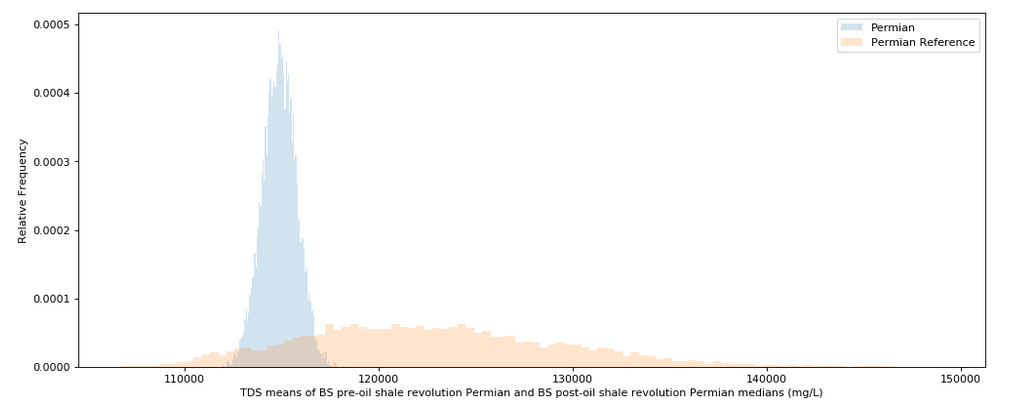 0.0005
0.0004
0.0003
0.0002
0.0001
0.0000
Relative Frequency
Permian
Permian Reference
110000 120000 130000 140000 150000
TDS means of BS pre-oil shale revolution Permian and BS post-oil shale revolution Permian medians (mg/L)